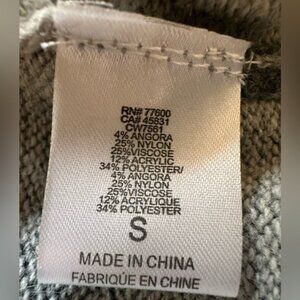 RN# 77600
CA# 45831
CW7561
4% ANGORA
25% NYLON
25%VISCOSE
12% ACRYLIC
34% POLYESTER/
4% ANGORA
25% NYLON
25%VISCOSE
12% ACRYLIQUE
34% POLYESTER
S
MADE IN CHINA
FABRIQUÉ EN CHINE